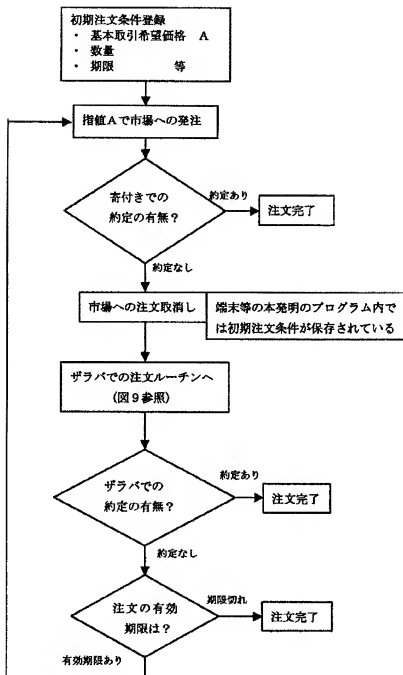 初期注文条件登録
・ 基本取引希望価格 A
・ 数量
・ 期限 等
指値Aで市場への発注
寄付きでの
約定の有無？
約定あり
注文完了
約定なし
市場への注文取消し
端末等の本発明のプログラム内で
は初期注文条件が保存されている
ザラバでの注文ルーチンへ
(図９参照)
ザラバでの
約定の有無？
約定あり
注文完了
約定なし
注文の有効
期限は？
期限切れ
注文完了
有効期限あり